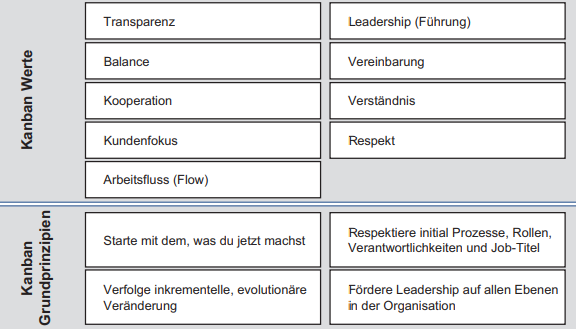 Kanban Werte
Transparenz
Leadership (Führung)
Balance
Vereinbarung
Kooperation
Verständnis
Kundenfokus
Respekt
Arbeitsfluss (Flow)
Kanban
Grundprinzipien
Starte mit dem, was du jetzt machst
Respektiere initial Prozesse, Rollen,
Verantwortlichkeiten und Job-Titel
Verfolge inkrementelle, evolutionäre
Veränderung
Fördere Leadership auf allen Ebenen
in der Organisation